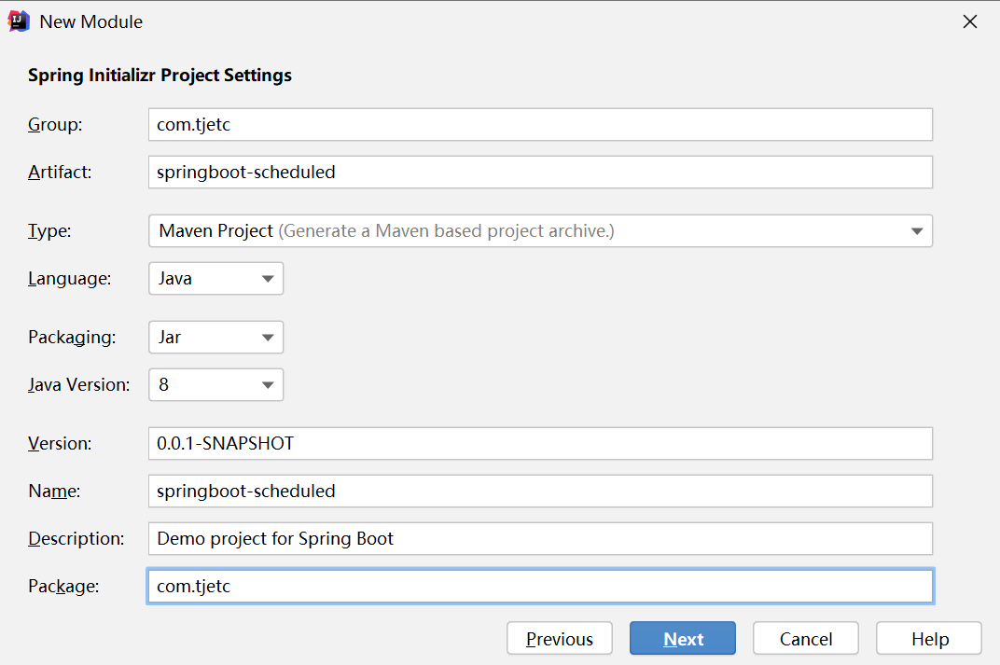 New Module
Spring Initializr Project Settings
Group: com.tjetc
Artifact: springboot-scheduled
Type: Maven Project (Generate a Maven based project archive.)
Language: Java
Packaging: Jar
Java Version: 8
Version: 0.0.1-SNAPSHOT
Name: springboot-scheduled
Description: Demo project for Spring Boot
Package: com.tjetc
Previous Next Cancel Help